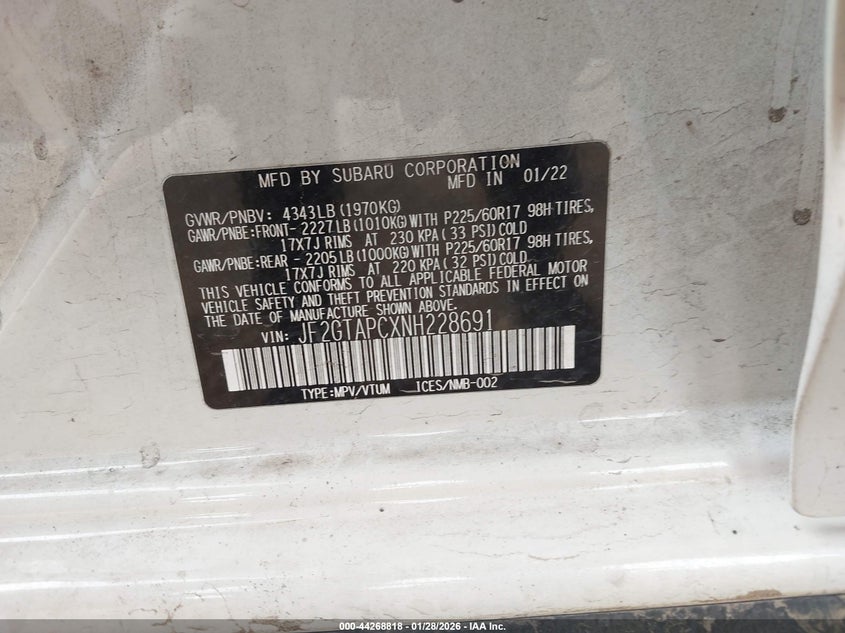 MFD BY SUBARU CORPORATION
MFD IN 01/22
GVWR/PNBV: 4343LB(1970KG)
GAWR/PNBE:FRONT- 2227LB(1010KG)WITH P225/60R17 98H TIRES,
17X7J RIMS AT 230 KPA( 33 PSI)COLD
GAWR/PNBE:REAR - 2205LB(1000KG)WITH P225/60R17 98H TIRES,
17X7J RIMS AT 220 KPA( 32 PSI)COLD
THIS VEHICLE CONFORMS TO ALL APPLICABLE FEDERAL MOTOR
VEHICLE SAFETY AND THEFT PREVENTION STANDARDS IN EFFECT ON
THE DATE OF MANUFACTURE SHOWN ABOVE.
VIN: JF2GTAPCXNH228691
TYPE:MPV/VTUM ICES/NMB-002
000-44268818 | 01/28/2026 - IAA Inc.